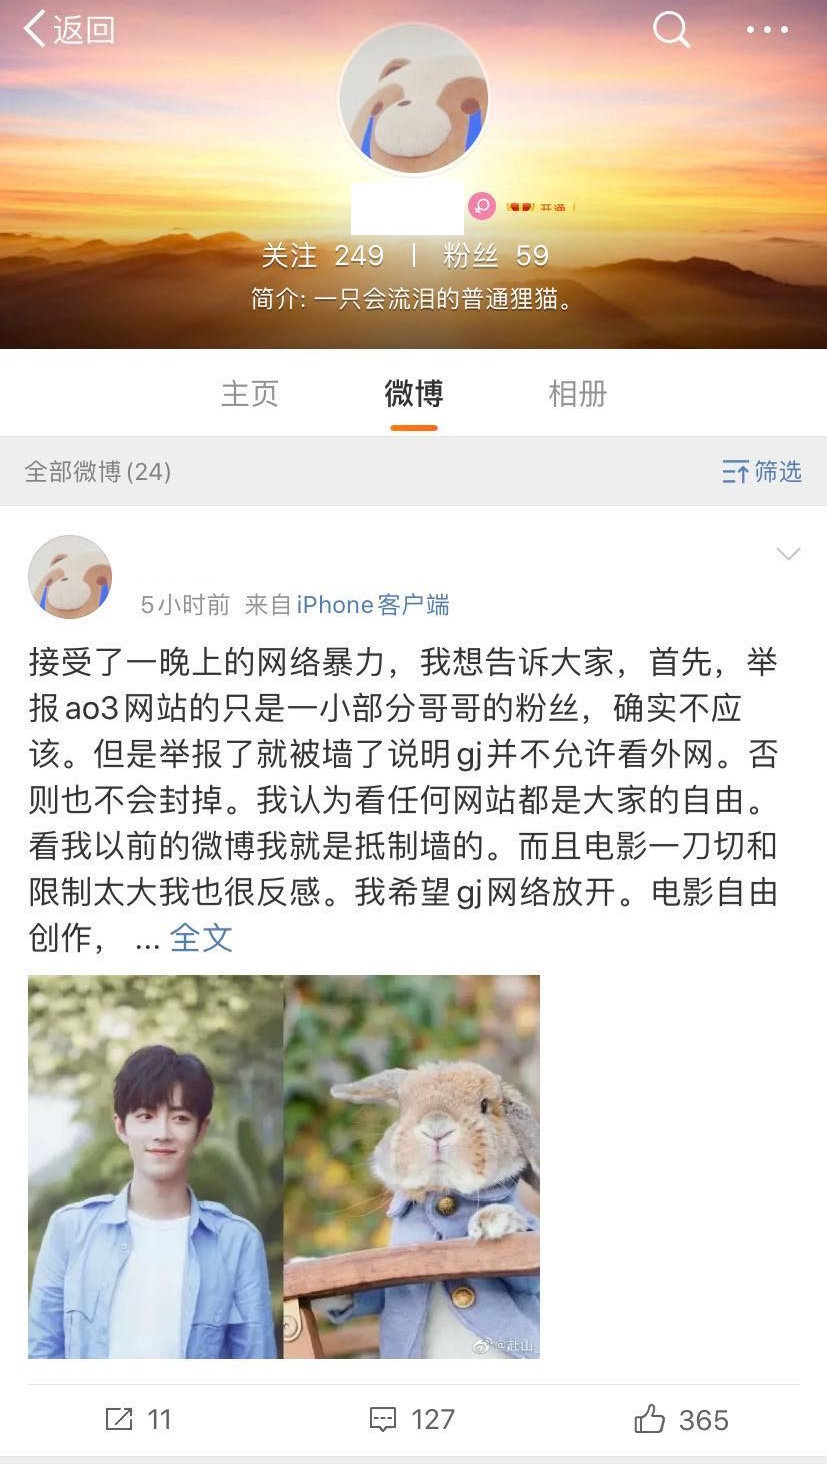 返回
开通
关注 249 | 粉丝 59
简介: 一只会流泪的普通狸猫。
主页 微博 相册
全部微博(24) 筛选
5小时前 来自iPhone客户端
接受了一晚上的网络暴力，我想告诉大家，首先，举
报ao3网站的只是一小部分哥哥的粉丝，确实不应
该。但是举报了就被墙了说明gj并不允许看外网。否
则也不会封掉。我认为看任何网站都是大家的自由。
看我以前的微博我就是抵制墙的。而且电影一刀切和
限制太大我也很反感。我希望gj网络放开。电影自由
创作， ... 全文
@赴山
11 127 365